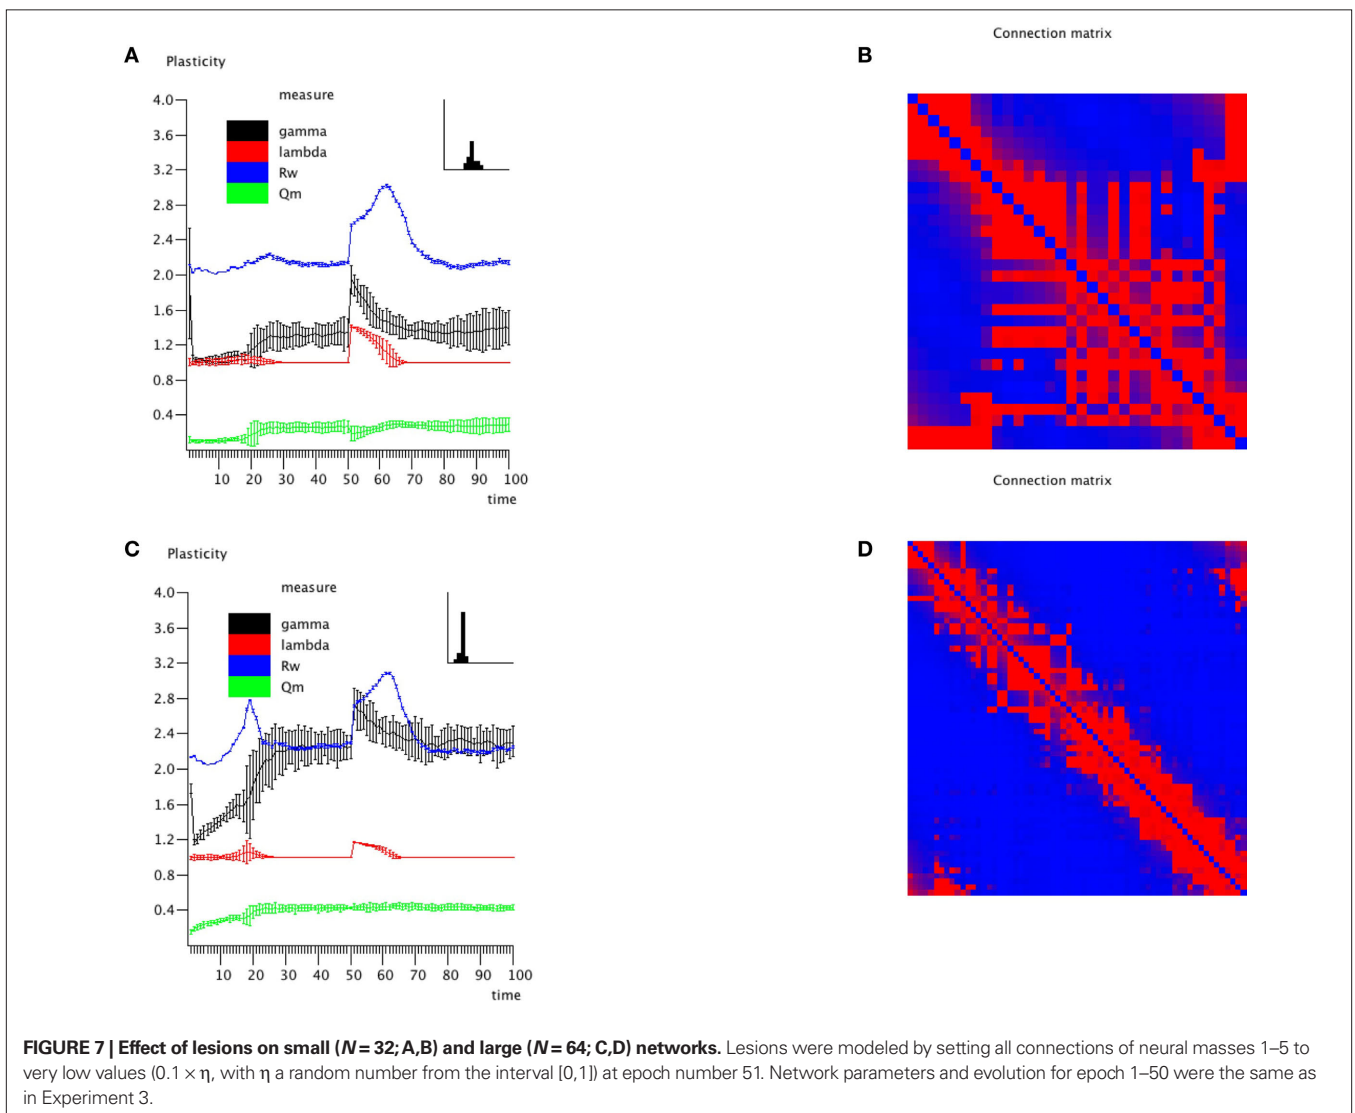 A
Plasticity
measure
gamma
lambda
Rw
Qm
4.0
3.6
3.2
2.8
2.4
2.0
1.6
1.2
0.8
0.4
10 20 30 40 50 60 70 80 90 100
time
Connection matrix
B
C
Plasticity
measure
gamma
lambda
Rw
Qm
4.0
3.6
3.2
2.8
2.4
2.0
1.6
1.2
0.8
0.4
10 20 30 40 50 60 70 80 90 100
time
Connection matrix
D
FIGURE 7 | Effect of lesions on small (N = 32; A,B) and large (N = 64; C,D) networks. Lesions were modeled by setting all connections of neural masses 1–5 to
very low values (0.1 × η, with η a random number from the interval [0,1]) at epoch number 51. Network parameters and evolution for epoch 1–50 were the same as
in Experiment 3.